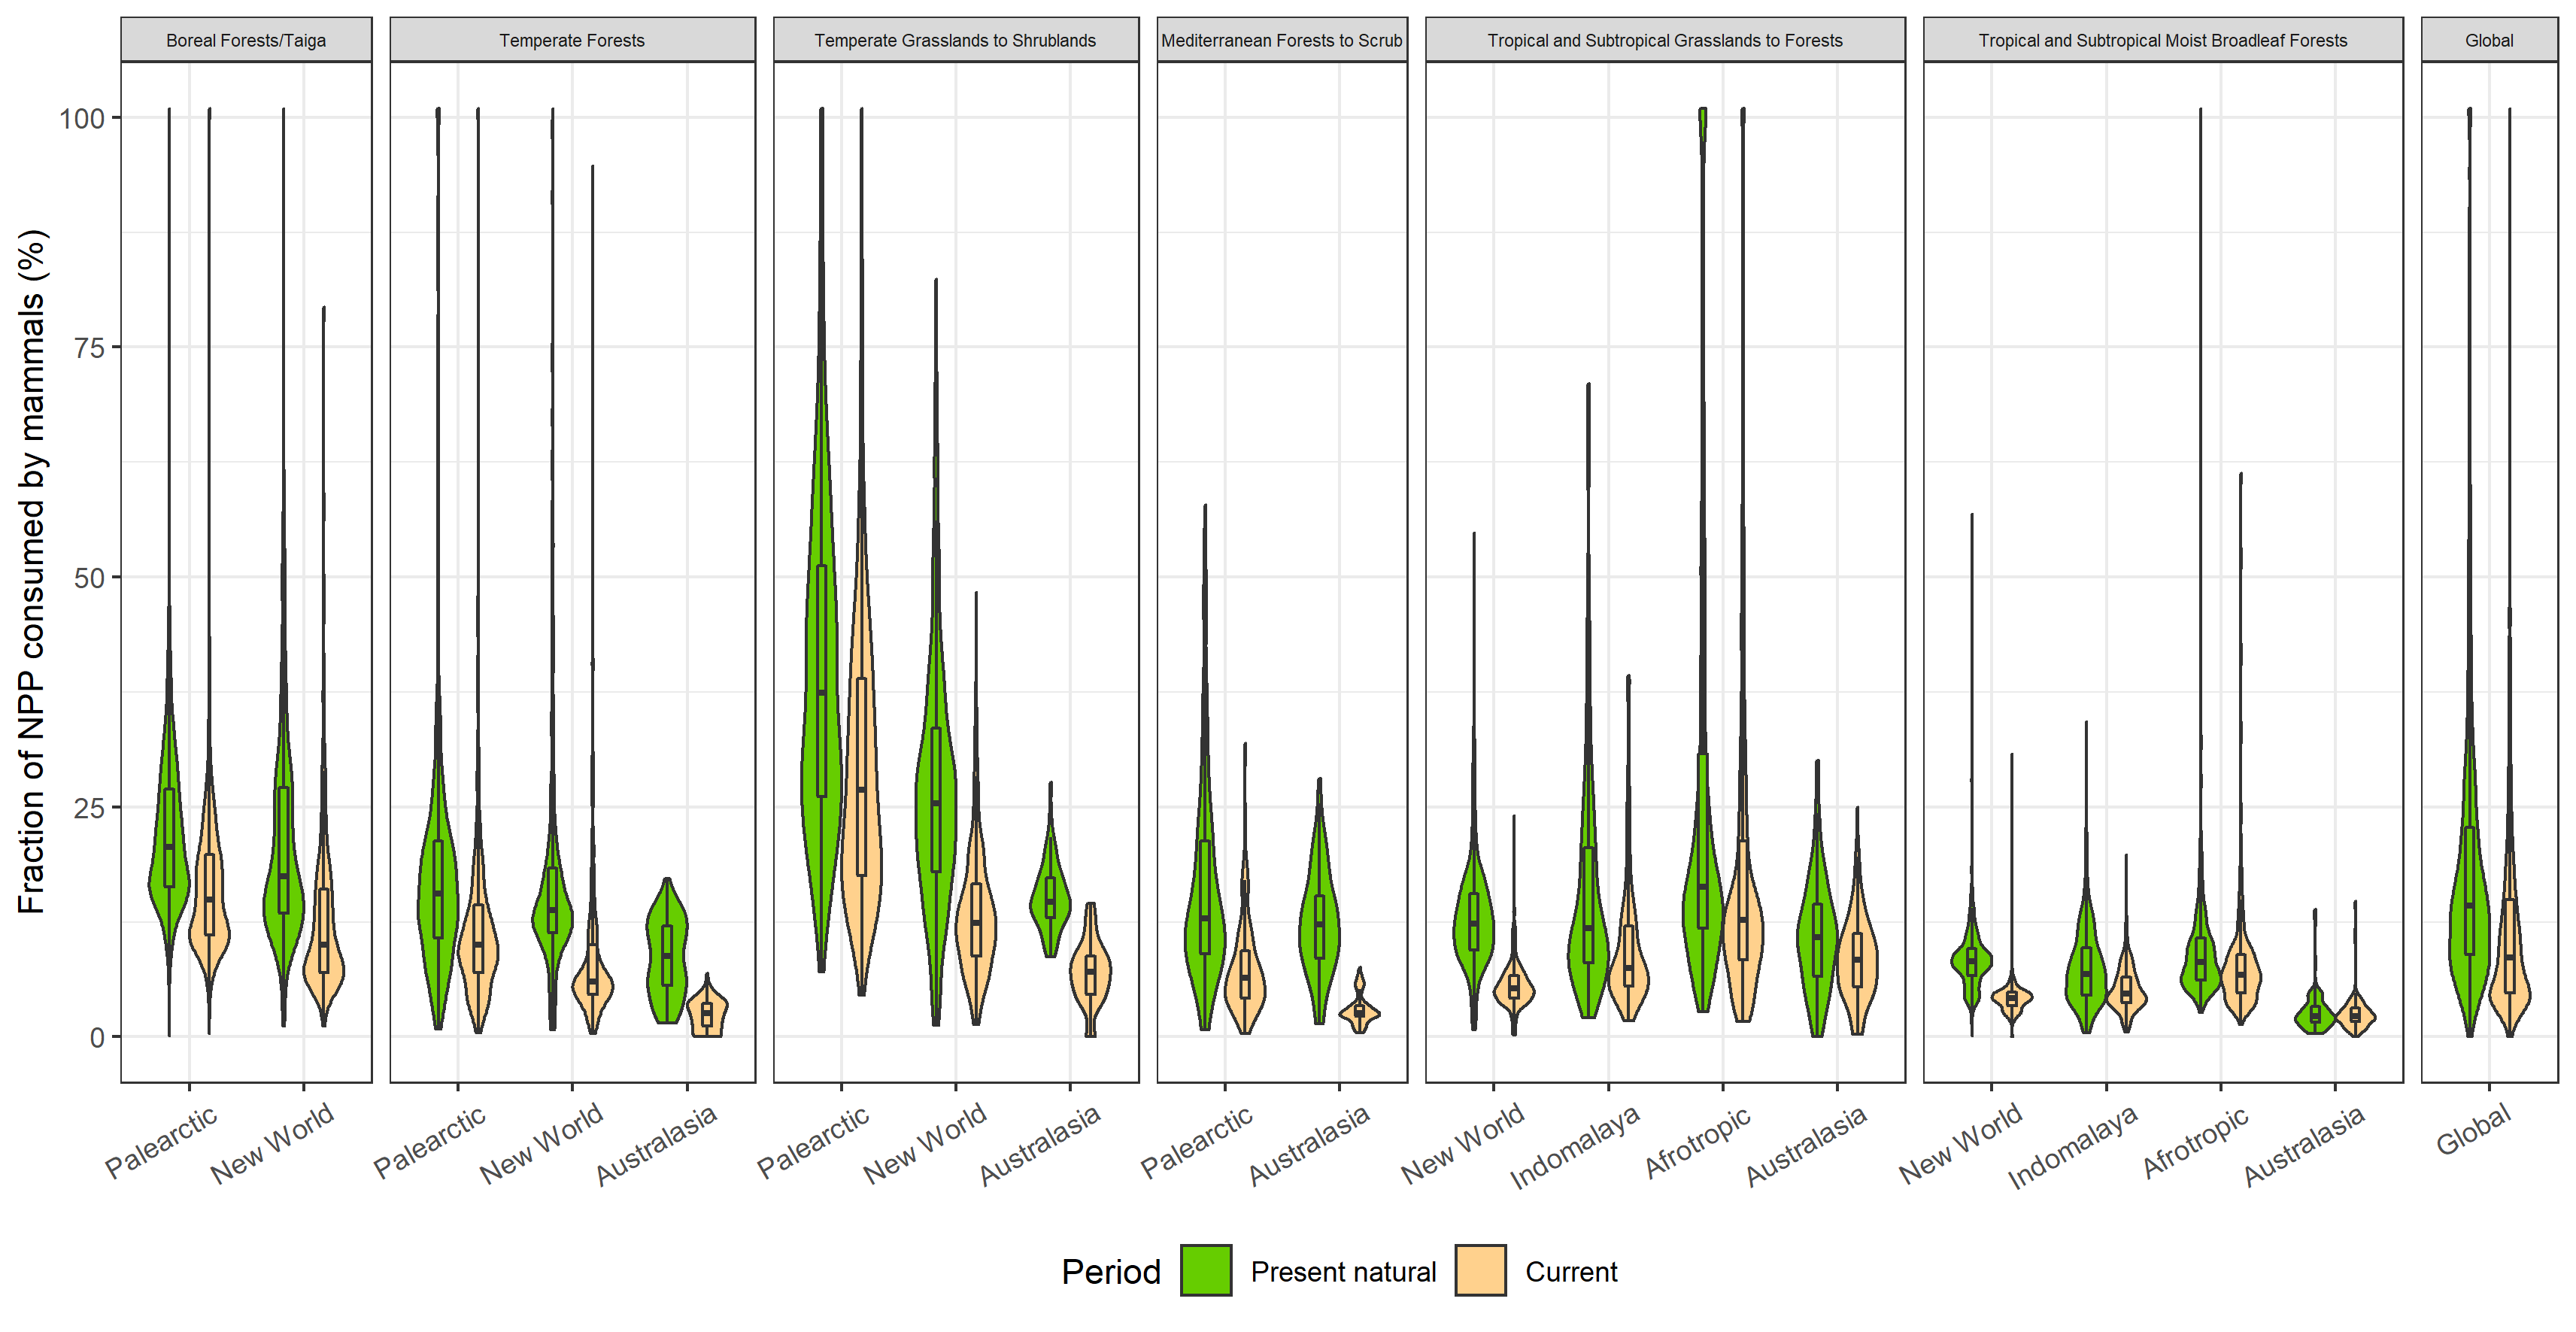 Boreal Forests/Taiga
Temperate Forests
Temperate Grasslands to Shrublands
Mediterranean Forests to Scrub
Tropical and Subtropical Grasslands to Forests
Tropical and Subtropical Moist Broadleaf Forests
Global
Fraction of NPP consumed by mammals (%)
100
75
50
25
0
Palearctic
New World
Palearctic
New World
Australasia
Palearctic
New World
Australasia
Palearctic
Australasia
New World
Indomalaya
Afrotropic
Australasia
New World
Indomalaya
Afrotropic
Australasia
Global
Period
Present natural
Current